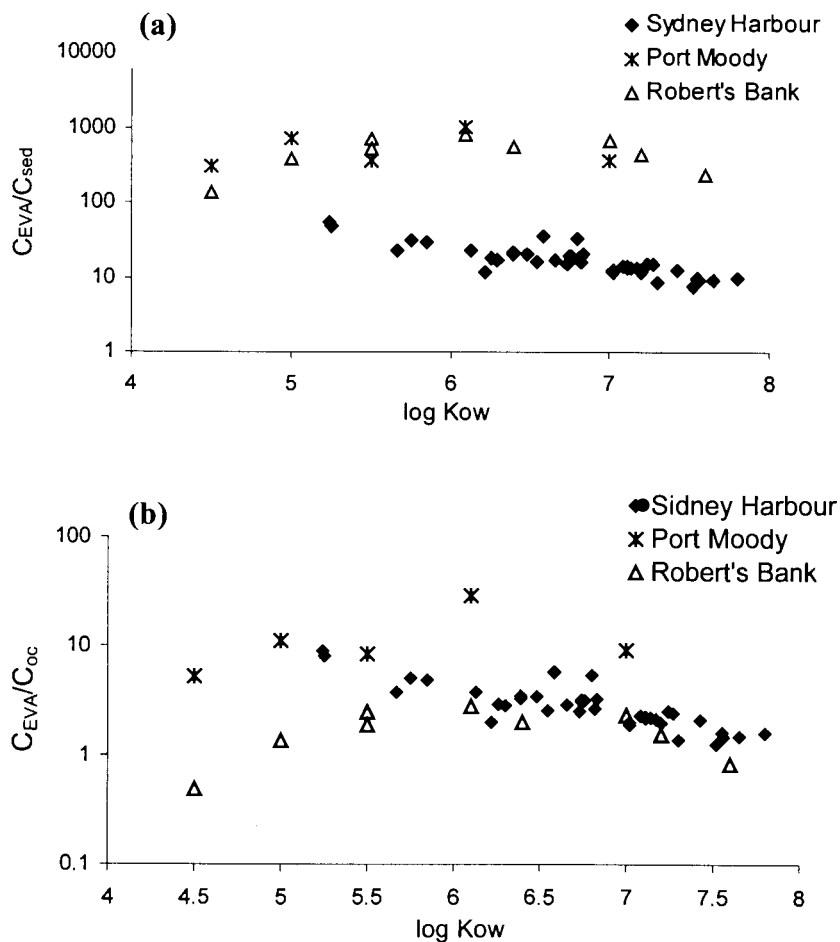 (a)
◆ Sydney Harbour
Port Moody
△ Robert's Bank
10000
1000
100
10
1
CEVA/Csed
4 5 6 7 8
log Kow
(b)
Sidney Harbour
Port Moody
△ Robert's Bank
100
10
1
0.1
CEVA/Coc
4 4.5 5 5.5 6 6.5 7 7.5 8
log Kow